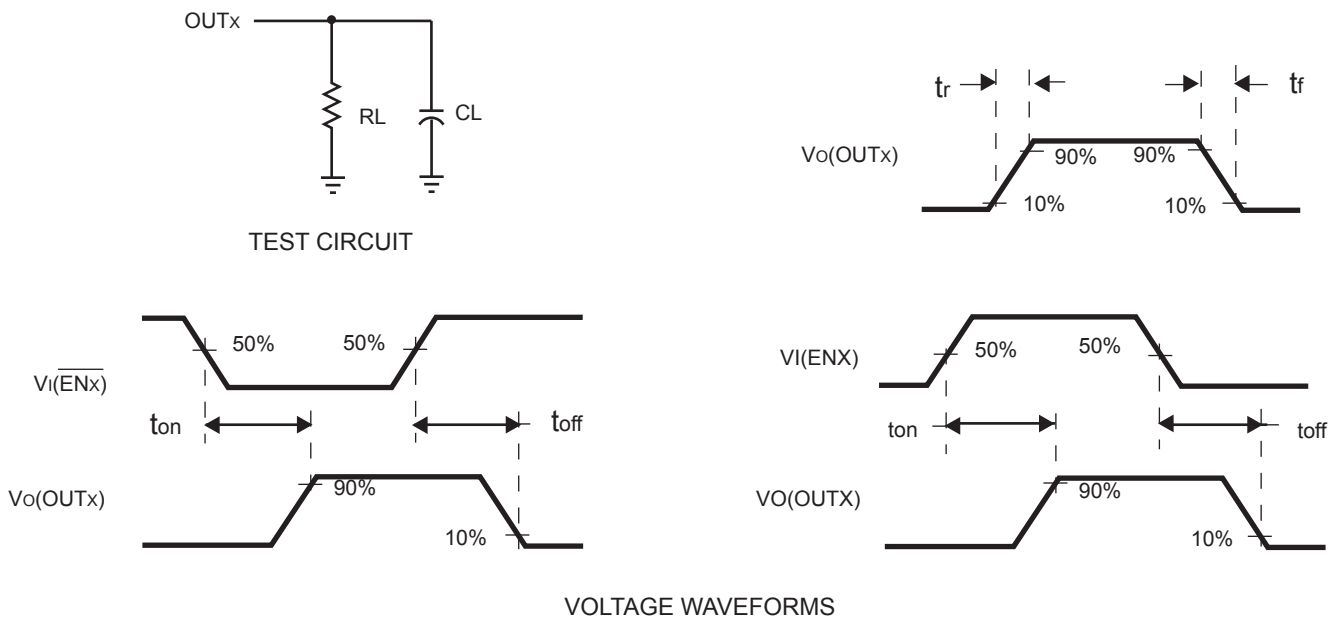 OUTx
RL
CL
TEST CIRCUIT
tr
tf
VO(OUTx)
90%
90%
10%
10%
VI(E̅N̅x̅)
50%
50%
ton
toff
VO(OUTx)
90%
10%
VI(ENX)
50%
50%
ton
toff
VO(OUTX)
90%
10%
VOLTAGE WAVEFORMS